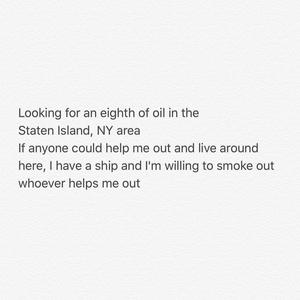 Looking for an eighth of oil in the
Staten Island, NY area
If anyone could help me out and live around
here, I have a ship and I'm willing to smoke out
whoever helps me out